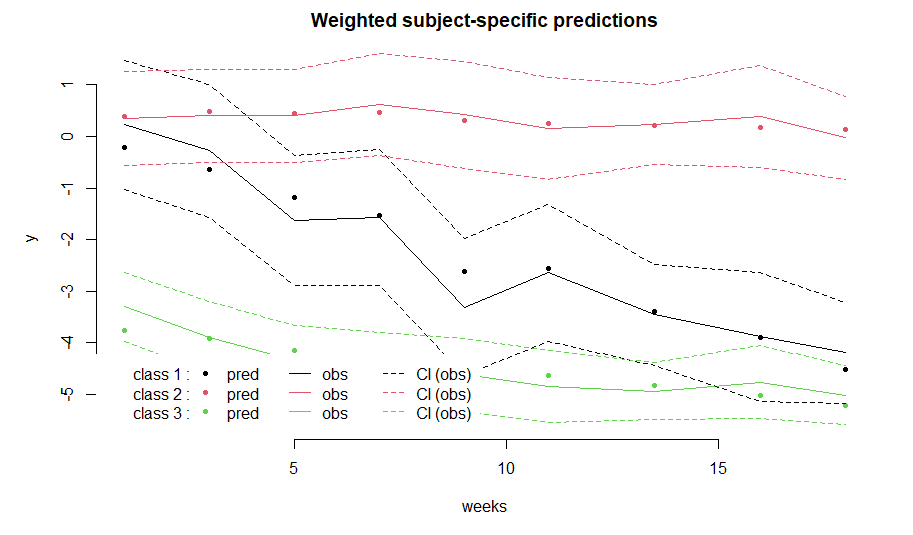 Weighted subject-specific predictions
y
1
0
-1
-2
-3
-4
-5
class 1 : pred obs CI (obs)
class 2 : pred obs CI (obs)
class 3 : pred obs CI (obs)
5 10 15
weeks